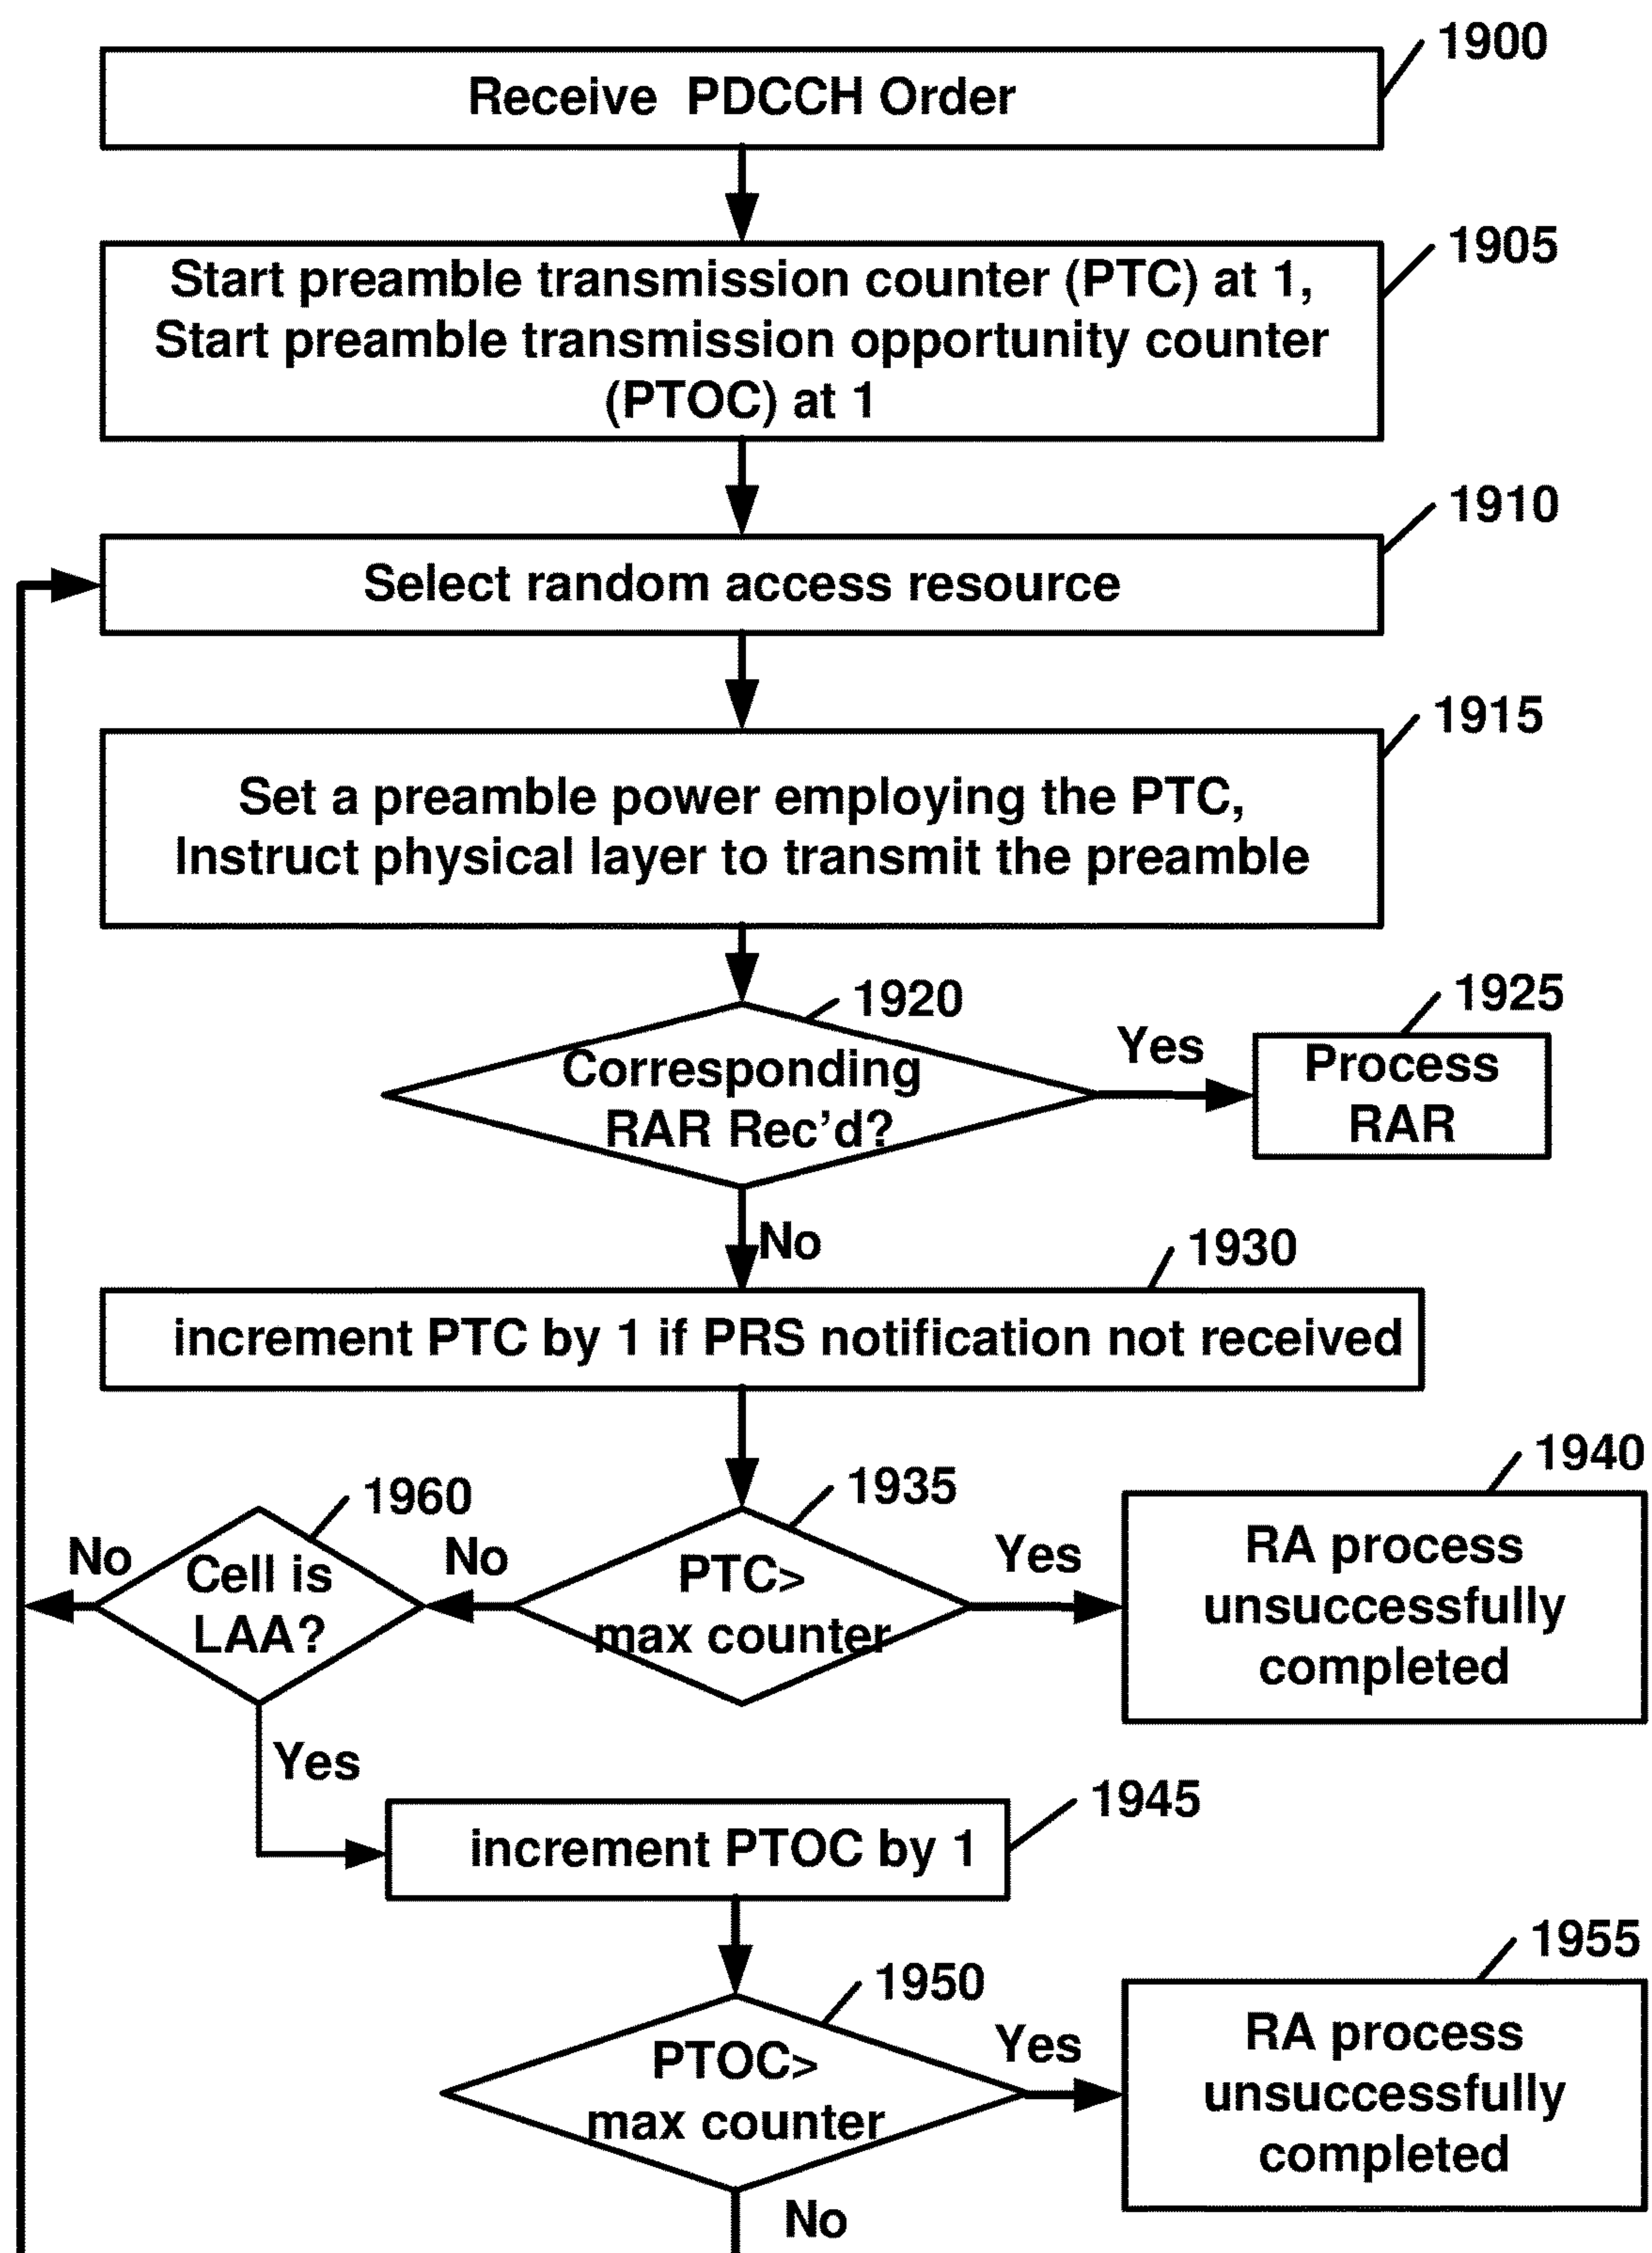 1900
Receive PDCCH Order
1905
Start preamble transmission counter (PTC) at 1,
Start preamble transmission opportunity counter
(PTOC) at 1
1910
Select random access resource
1915
Set a preamble power employing the PTC,
Instruct physical layer to transmit the preamble
1920
Corresponding
RAR Rec'd?
Yes
1925
Process
RAR
No
1930
increment PTC by 1 if PRS notification not received
1935
PTC>
max counter
Yes
1940
RA process
unsuccessfully
completed
No
1960
Cell is
LAA?
No
Yes
1945
increment PTOC by 1
1950
PTOC>
max counter
Yes
1955
RA process
unsuccessfully
completed
No